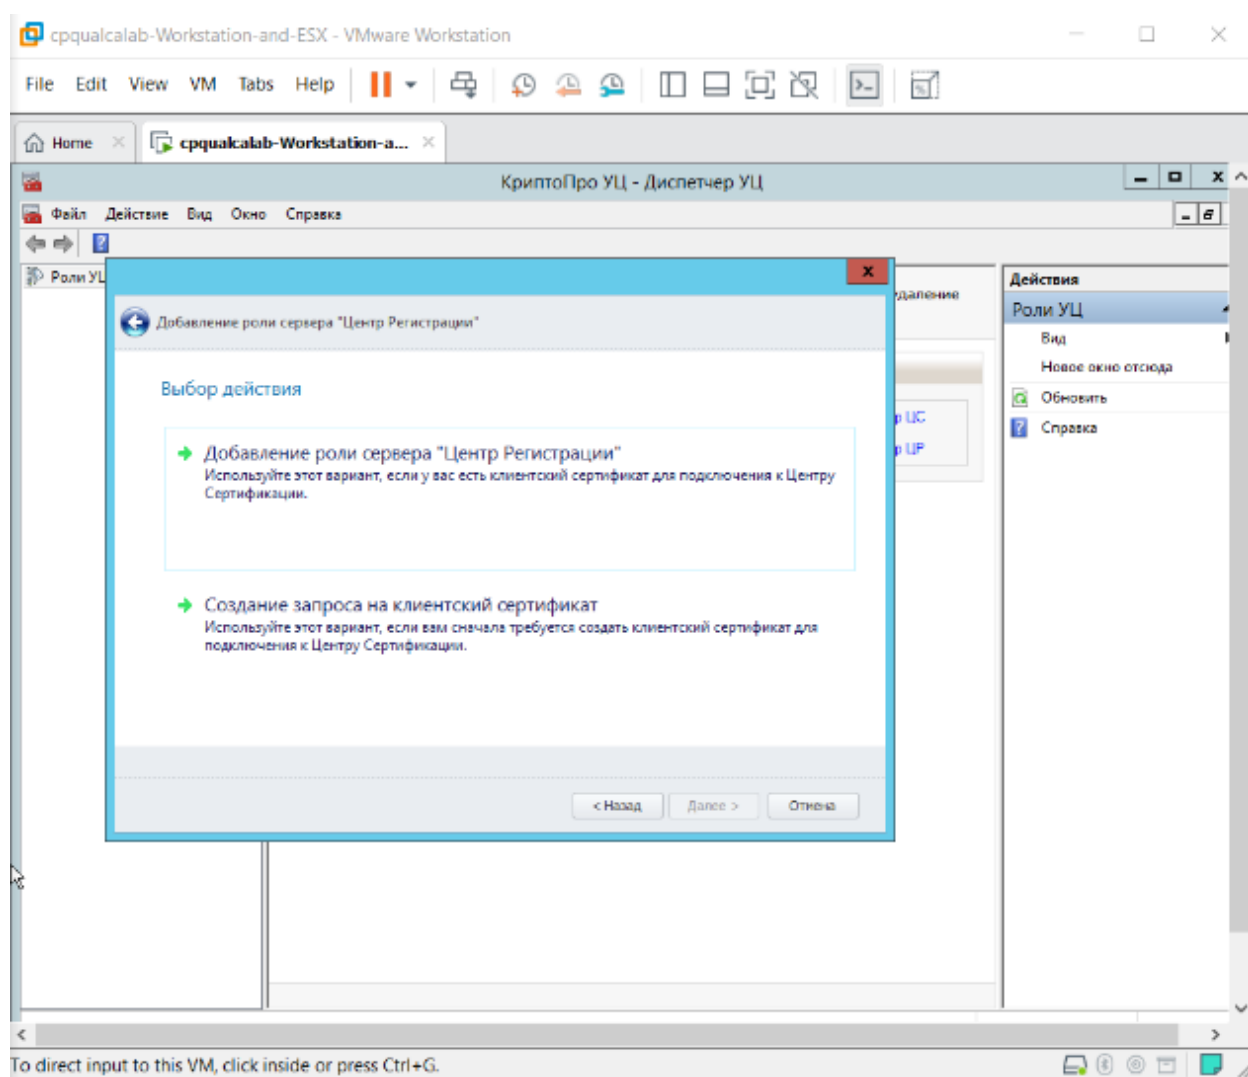 cpqualcalab-Workstation-and-ESX - VMware Workstation
File Edit View VM Tabs Help
Home
cpqualcalab-Workstation-a...
КриптоПро УЦ - Диспетчер УЦ
Файл Действие Вид Окно Справка
Роли УЦ
Добавление роли сервера "Центр Регистрации"
Выбор действия
Добавление роли сервера "Центр Регистрации"
Используйте этот вариант, если у вас есть клиентский сертификат для подключения к Центру
Сертификации.
Создание запроса на клиентский сертификат
Используйте этот вариант, если вам сначала требуется создать клиентский сертификат для
подключения к Центру Сертификации.
< Назад
Далее >
Отмена
удаление
р ЦС
р ЦР
Действия
Роли УЦ
Вид
Новое окно отсюда
Обновить
Справка
To direct input to this VM, click inside or press Ctrl+G.